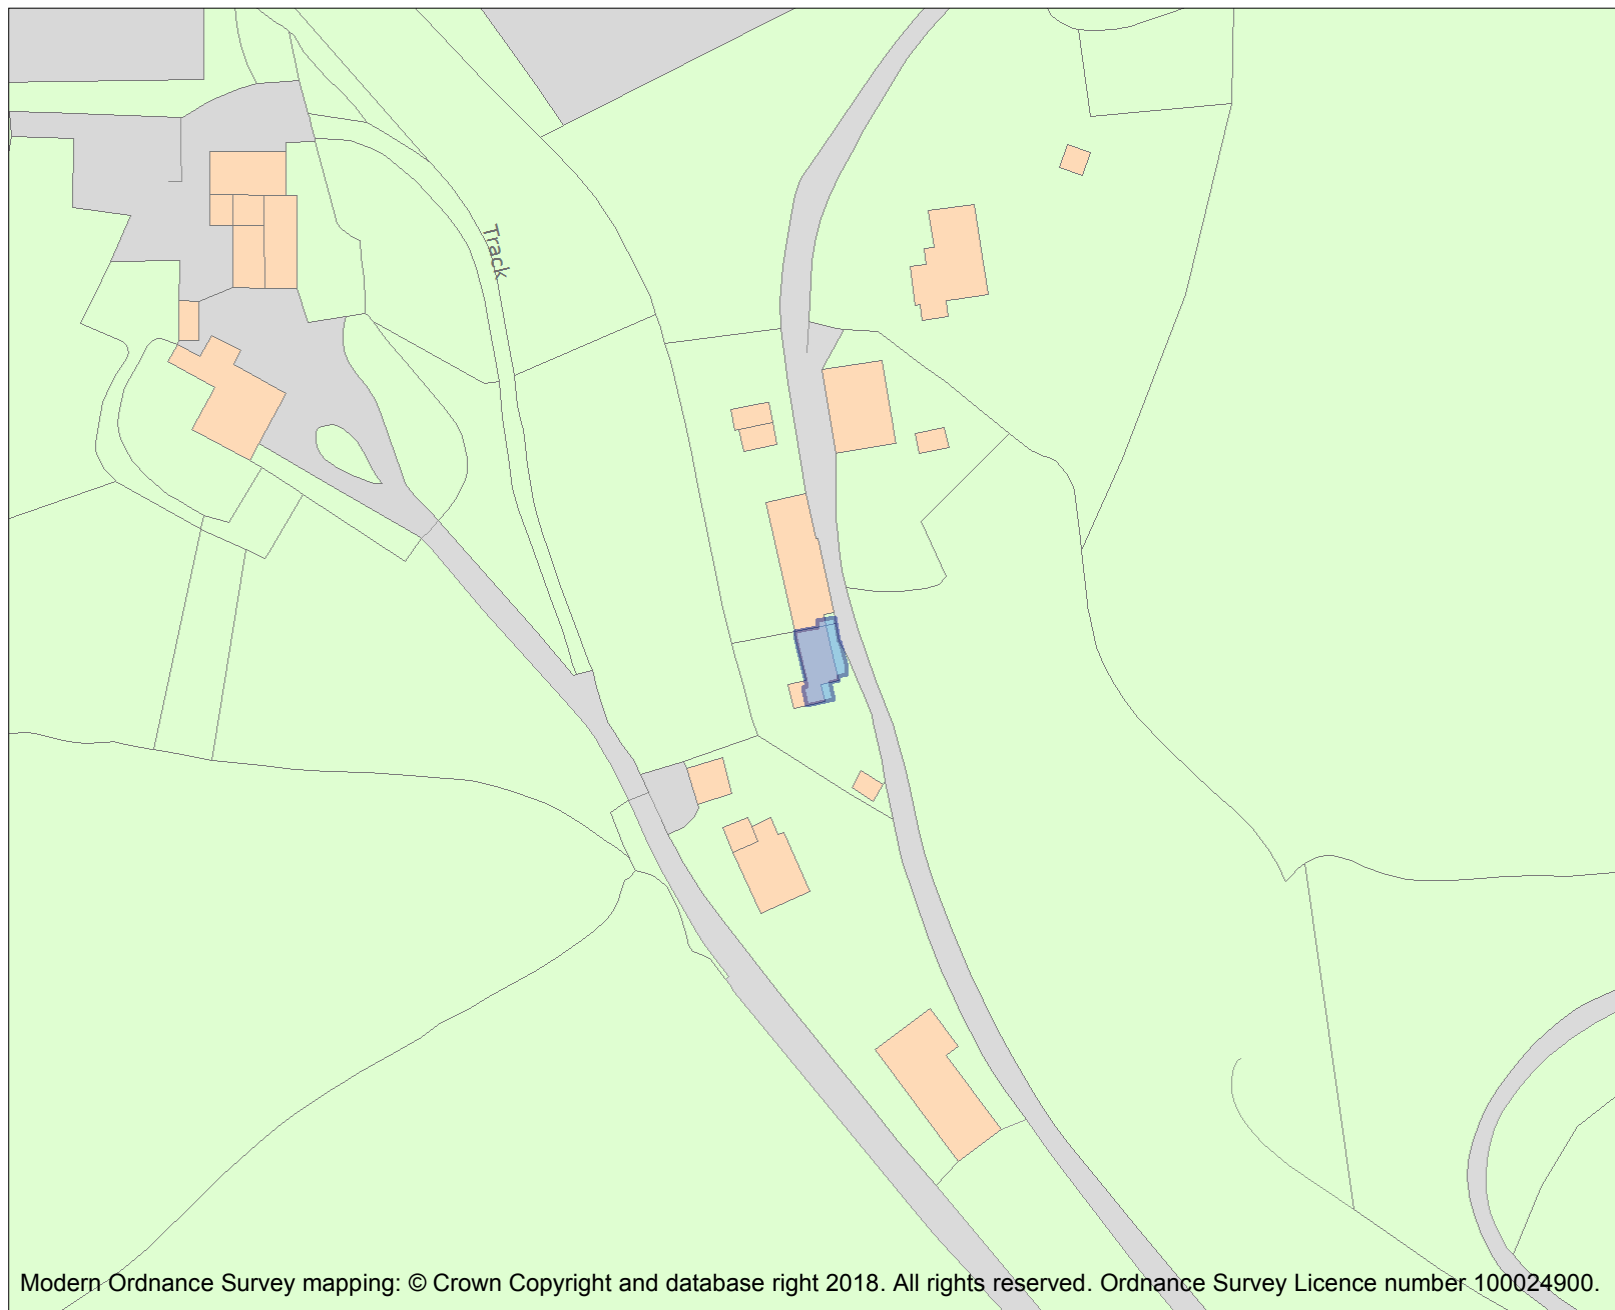 Track
Modern Ordnance Survey mapping: © Crown Copyright and database right 2018. All rights reserved. Ordnance Survey Licence number 100024900.